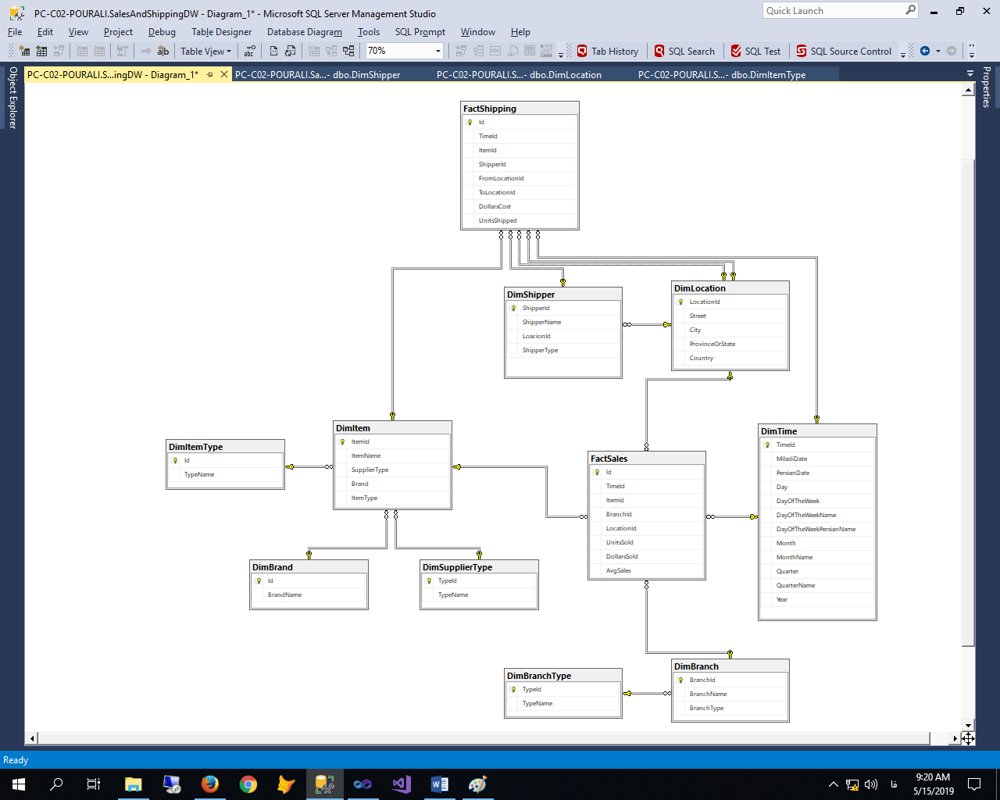 PC-C02-POURALI.SalesAndShippingDW - Diagram_1* - Microsoft SQL Server Management Studio
Quick Launch
File Edit View Project Debug Table Designer Database Diagram Tools SQL Prompt Window Help
Table View 70% Tab History SQL Search SQL Test SQL Source Control
PC-C02-POURALI.S...ingDW - Diagram_1* PC-C02-POURALI.Sa...- dbo.DimShipper PC-C02-POURALI.S...- dbo.DimLocation PC-C02-POURALI.S...- dbo.DimItemType
Object Explorer
Properties
FactShipping
Id
TimeId
ItemId
ShipperId
FromLocationId
ToLocationId
DollarsCost
UnitsShipped
DimShipper
ShipperId
ShipperName
LoacionId
ShipperType
DimLocation
LocationId
Street
City
ProvinceOrState
Country
DimItemType
Id
TypeName
DimItem
ItemId
ItemName
SupplierType
Brand
ItemType
FactSales
Id
TimeId
ItemId
BranchId
LocationId
UnitsSold
DollarsSold
AvgSales
DimTime
TimeId
MiladiDate
PersianDate
Day
DayOfTheWeek
DayOfTheWeekName
DayOfTheWeekPersianName
Month
MonthName
Quarter
QuarterName
Year
DimBrand
Id
BrandName
DimSupplierType
TypeId
TypeName
DimBranchType
TypeId
TypeName
DimBranch
BranchId
BranchName
BranchType
Ready
فا
9:20 AM
5/15/2019